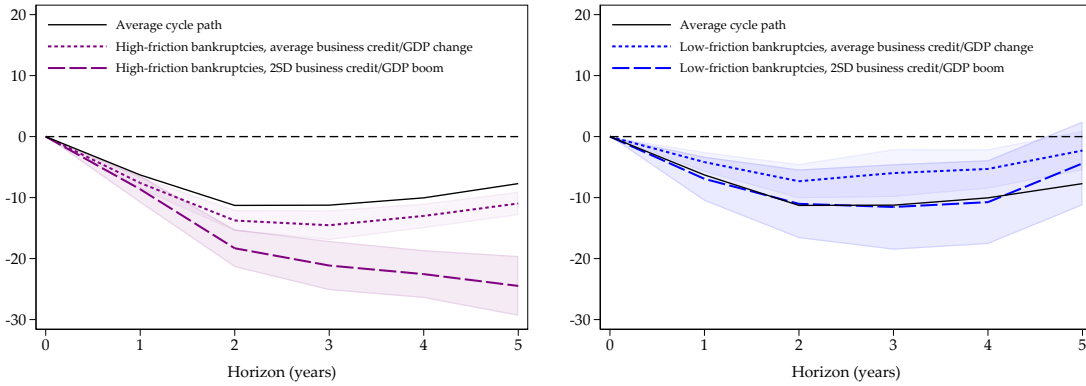 20
10
0
-10
-20
-30
Average cycle path
High-friction bankruptcies, average business credit/GDP change
High-friction bankruptcies, 2SD business credit/GDP boom
0 1 2 3 4 5
Horizon (years)
20
10
0
-10
-20
-30
Average cycle path
Low-friction bankruptcies, average business credit/GDP change
Low-friction bankruptcies, 2SD business credit/GDP boom
0 1 2 3 4 5
Horizon (years)